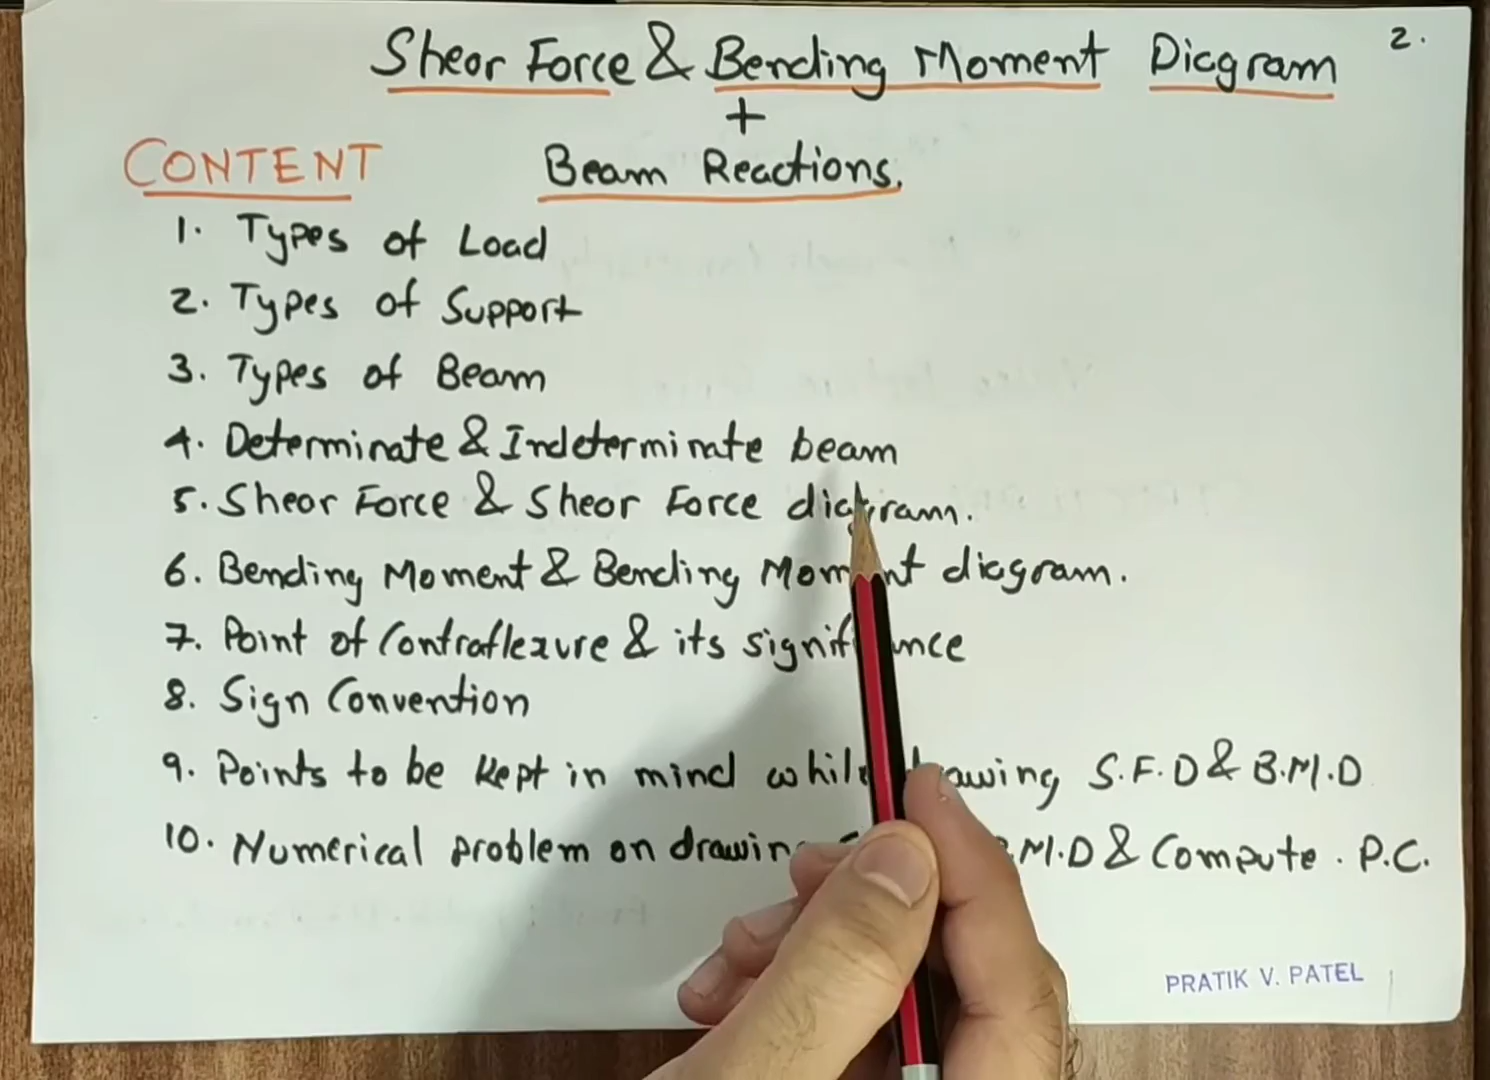 Shear Force & Bending Moment Diagram
2.
+
CONTENT
Beam Reactions.
1. Types of Load
2. Types of Support
3. Types of Beam
4. Determinate & Indeterminate beam
5. Shear Force & Shear Force diagram.
6. Bending Moment & Bending Moment diagram.
7. Point of Contraflexure & its significance
8. Sign Convention
9. Points to be kept in mind while drawing S.F.D & B.M.D
10. Numerical problem on drawing B.M.D & Compute. P.C.
PRATIK V. PATEL